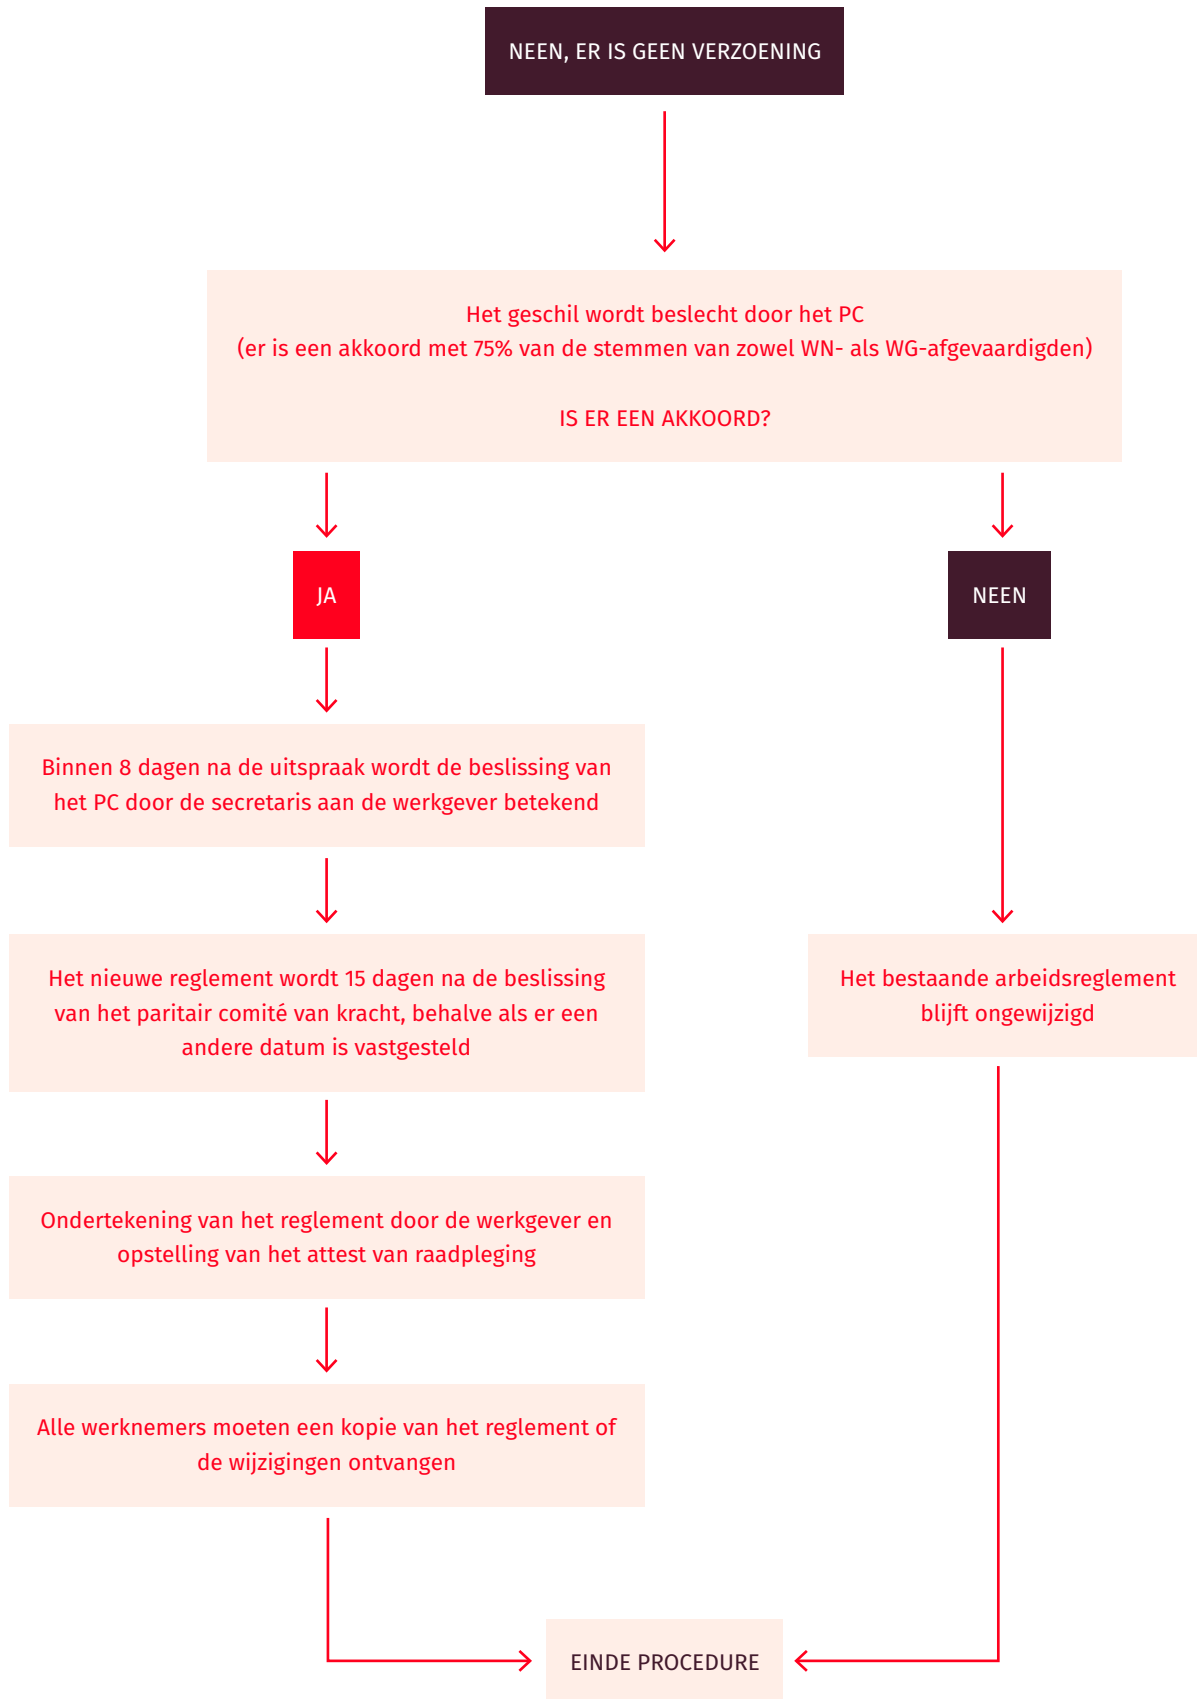 NEEN, ER IS GEEN VERZOENING
Het geschil wordt beslecht door het PC
(er is een akkoord met 75% van de stemmen van zowel WN- als WG-afgevaardigden)
IS ER EEN AKKOORD?
JA
NEEN
Binnen 8 dagen na de uitspraak wordt de beslissing van
het PC door de secretaris aan de werkgever betekend
Het nieuwe reglement wordt 15 dagen na de beslissing
van het paritair comité van kracht, behalve als er een
andere datum is vastgesteld
Het bestaande arbeidsreglement
blijft ongewijzigd
Ondertekening van het reglement door de werkgever en
opstelling van het attest van raadpleging
Alle werknemers moeten een kopie van het reglement of
de wijzigingen ontvangen
EINDE PROCEDURE